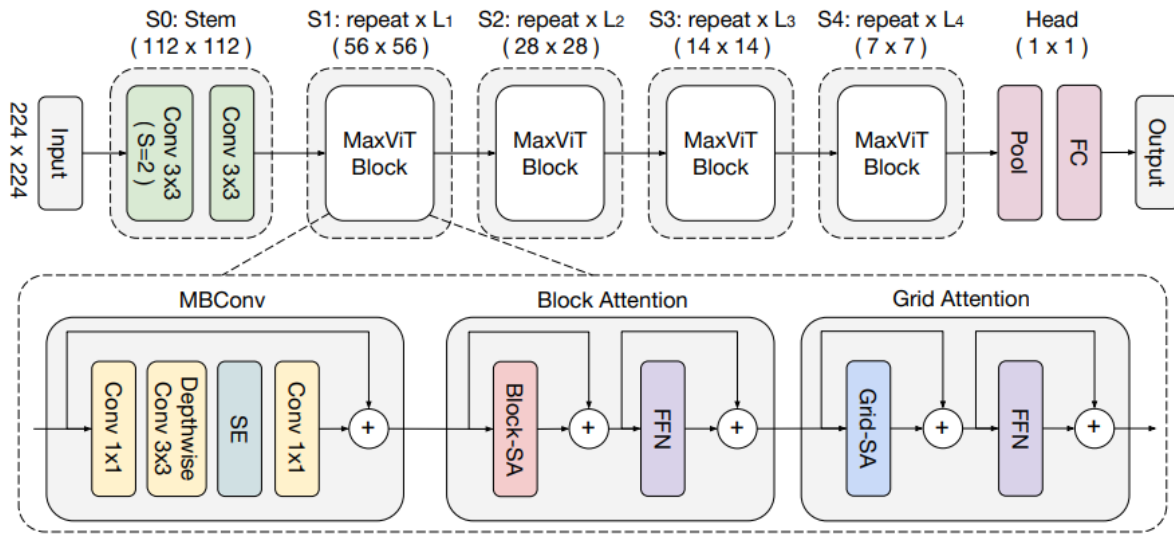 S0: Stem
( 112 x 112 )
S1: repeat x L1
( 56 x 56 )
S2: repeat x L2
( 28 x 28 )
S3: repeat x L3
( 14 x 14 )
S4: repeat x L4
( 7 x 7 )
Head
( 1 x 1 )
224 x 224
Input
Conv 3x3
( S=2 )
Conv 3x3
MaxViT
Block
MaxViT
Block
MaxViT
Block
MaxViT
Block
Pool
FC
Output
MBConv
Conv 1x1
Depthwise
Conv 3x3
SE
Conv 1x1
+
Block Attention
Block-SA
+
FFN
+
Grid Attention
Grid-SA
+
FFN
+